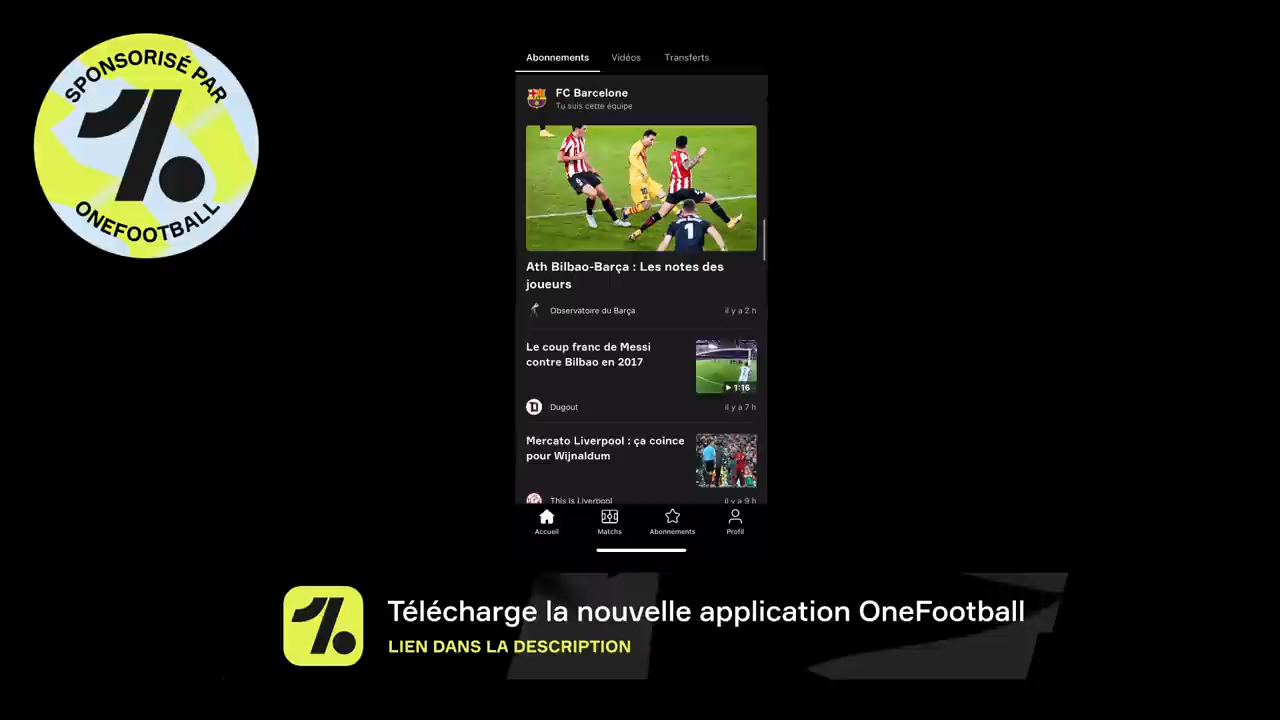 SPONSORISÉ PAR
ONEFOOTBALL
Abonnements Vidéos Transferts
FC Barcelone
Tu suis cette équipe
10
1
Ath Bilbao-Barça : Les notes des
joueurs
Observatoire du Barça il y a 2 h
Le coup franc de Messi
contre Bilbao en 2017
1:16
Dugout il y a 7 h
Mercato Liverpool : ça coince
pour Wijnaldum
This Is Liverpool il y a 9 h
Accueil Matchs Abonnements Profil
Télécharge la nouvelle application OneFootball
LIEN DANS LA DESCRIPTION